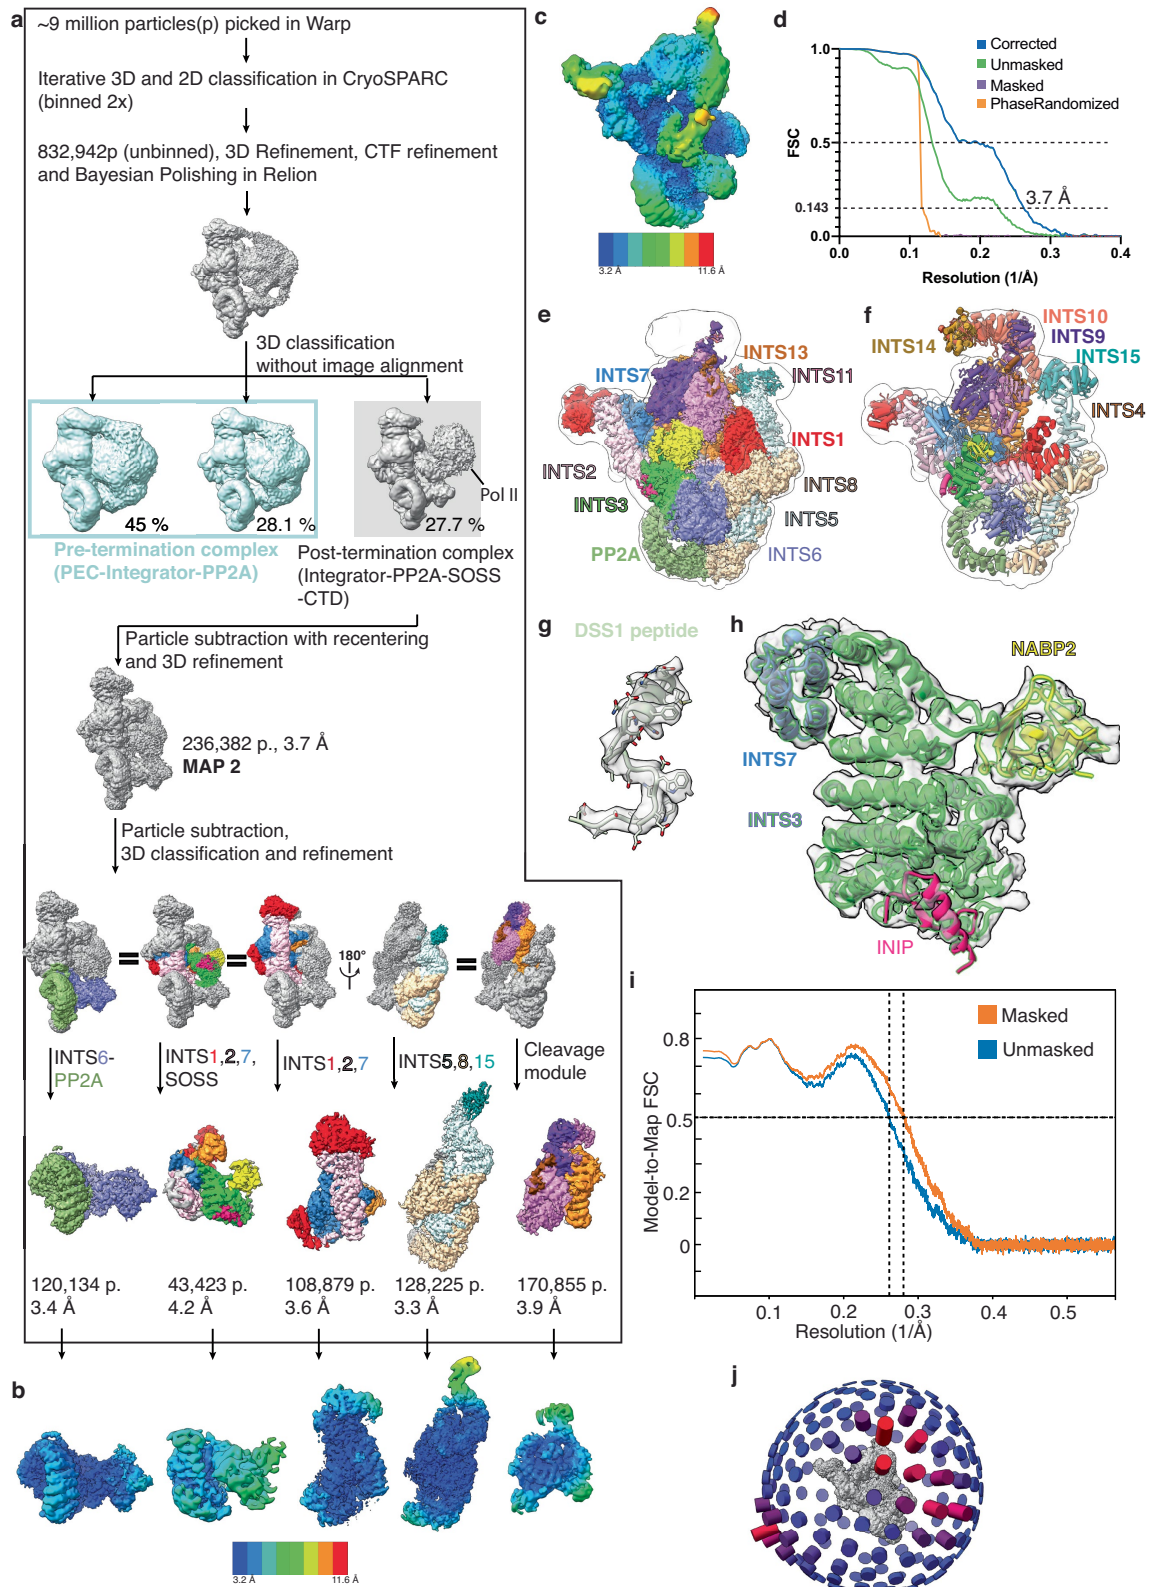 a
~9 million particles(p) picked in Warp
Iterative 3D and 2D classification in CryoSPARC
(binned 2x)
832,942p (unbinned), 3D Refinement, CTF refinement
and Bayesian Polishing in Relion
3D classification
without image alignment
45 %
28.1 %
27.7 %
Pol II
Pre-termination complex
(PEC-Integrator-PP2A)
Post-termination complex
(Integrator-PP2A-SOSS
-CTD)
Particle subtraction with recentering
and 3D refinement
236,382 p., 3.7 Å
MAP 2
Particle subtraction,
3D classification and refinement
=
=
180°
=
INTS6-
PP2A
INTS1,2,7,
SOSS
INTS1,2,7
INTS5,8,15
Cleavage
module
120,134 p.
3.4 Å
43,423 p.
4.2 Å
108,879 p.
3.6 Å
128,225 p.
3.3 Å
170,855 p.
3.9 Å
b
3.2 Å
11.6 Å
c
3.2 Å
11.6 Å
d
Corrected
Unmasked
Masked
PhaseRandomized
FSC
1.0
0.5
0.143
0.0
3.7 Å
0.0
0.1
0.2
0.3
0.4
Resolution (1/Å)
e
INTS13
INTS7
INTS11
INTS1
INTS2
INTS8
INTS3
INTS5
PP2A
INTS6
f
INTS10
INTS9
INTS14
INTS15
INTS4
g
DSS1 peptide
h
NABP2
INTS7
INTS3
INIP
i
Masked
Unmasked
Model-to-Map FSC
0.8
0.5
0.2
0
0.1
0.2
0.3
0.4
0.5
Resolution (1/Å)
j